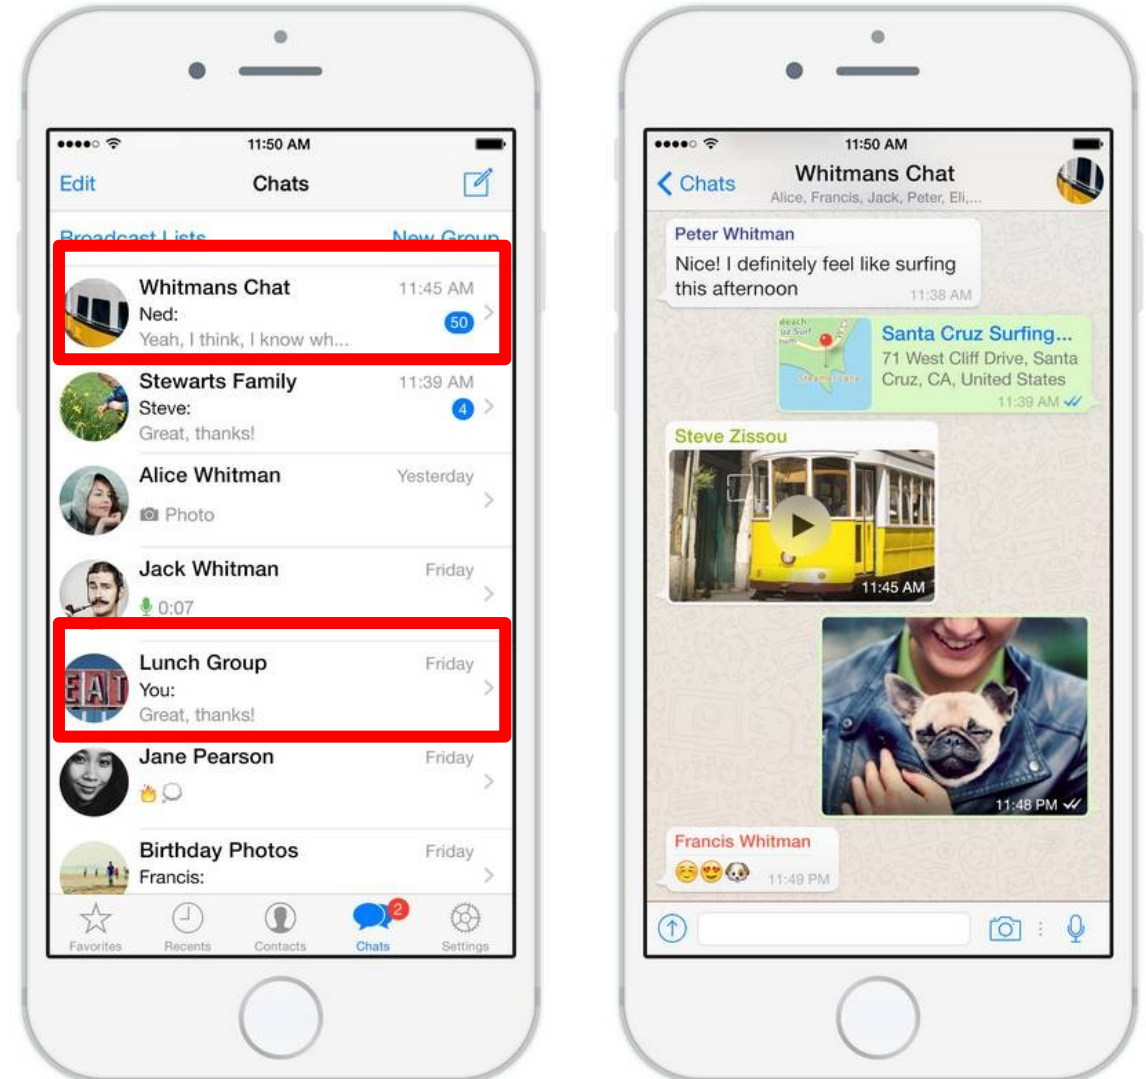 11:50 AM
Edit
Chats
Broadcast Lists
New Group
Whitmans Chat
11:45 AM
Ned:
50
Yeah, I think, I know wh...
Stewarts Family
11:39 AM
Steve:
4
Great, thanks!
Alice Whitman
Yesterday
Photo
Jack Whitman
Friday
0:07
EAT
Lunch Group
Friday
You:
Great, thanks!
Jane Pearson
Friday
Birthday Photos
Friday
Francis:
2
Favorites
Recents
Contacts
Chats
Settings
11:50 AM
Chats
Whitmans Chat
Alice, Francis, Jack, Peter, Eli,...
Peter Whitman
Nice! I definitely feel like surfing
this afternoon
11:38 AM
Steamer Lane
Santa Cruz Surfing...
71 West Cliff Drive, Santa
Cruz, CA, United States
11:39 AM
Steve Zissou
11:45 AM
11:48 PM
Francis Whitman
11:49 PM